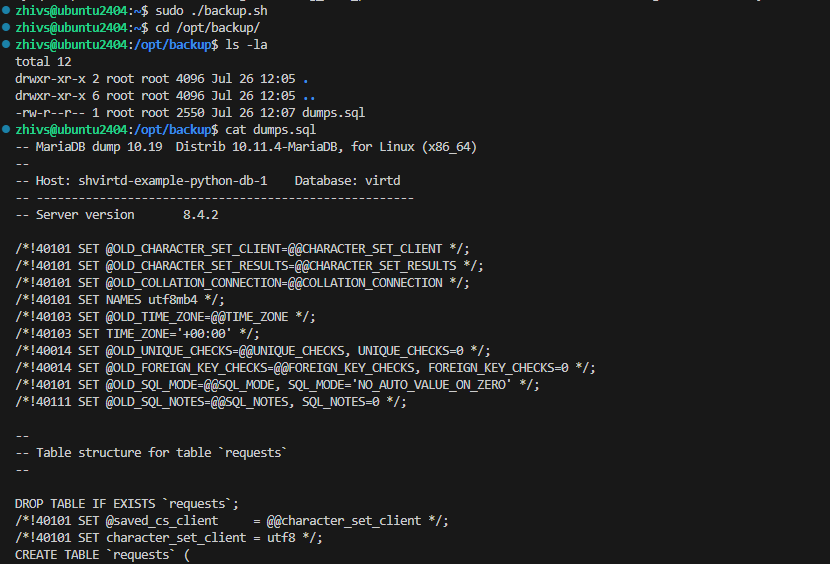 zhivs@ubuntu2404:~$ sudo ./backup.sh
zhivs@ubuntu2404:~$ cd /opt/backup/
zhivs@ubuntu2404:/opt/backup$ ls -la
total 12
drwxr-xr-x 2 root root 4096 Jul 26 12:05 .
drwxr-xr-x 6 root root 4096 Jul 26 12:05 ..
-rw-r--r-- 1 root root 2550 Jul 26 12:07 dumps.sql
zhivs@ubuntu2404:/opt/backup$ cat dumps.sql
-- MariaDB dump 10.19  Distrib 10.11.4-MariaDB, for Linux (x86_64)
--
-- Host: shvirtd-example-python-db-1    Database: virtd
-- ------------------------------------------------------
-- Server version       8.4.2

/*!40101 SET @OLD_CHARACTER_SET_CLIENT=@@CHARACTER_SET_CLIENT */;
/*!40101 SET @OLD_CHARACTER_SET_RESULTS=@@CHARACTER_SET_RESULTS */;
/*!40101 SET @OLD_COLLATION_CONNECTION=@@COLLATION_CONNECTION */;
/*!40101 SET NAMES utf8mb4 */;
/*!40103 SET @OLD_TIME_ZONE=@@TIME_ZONE */;
/*!40103 SET TIME_ZONE='+00:00' */;
/*!40014 SET @OLD_UNIQUE_CHECKS=@@UNIQUE_CHECKS, UNIQUE_CHECKS=0 */;
/*!40014 SET @OLD_FOREIGN_KEY_CHECKS=@@FOREIGN_KEY_CHECKS, FOREIGN_KEY_CHECKS=0 */;
/*!40101 SET @OLD_SQL_MODE=@@SQL_MODE, SQL_MODE='NO_AUTO_VALUE_ON_ZERO' */;
/*!40111 SET @OLD_SQL_NOTES=@@SQL_NOTES, SQL_NOTES=0 */;

--
-- Table structure for table `requests`
--

DROP TABLE IF EXISTS `requests`;
/*!40101 SET @saved_cs_client     = @@character_set_client */;
/*!40101 SET character_set_client = utf8 */;
CREATE TABLE `requests` (